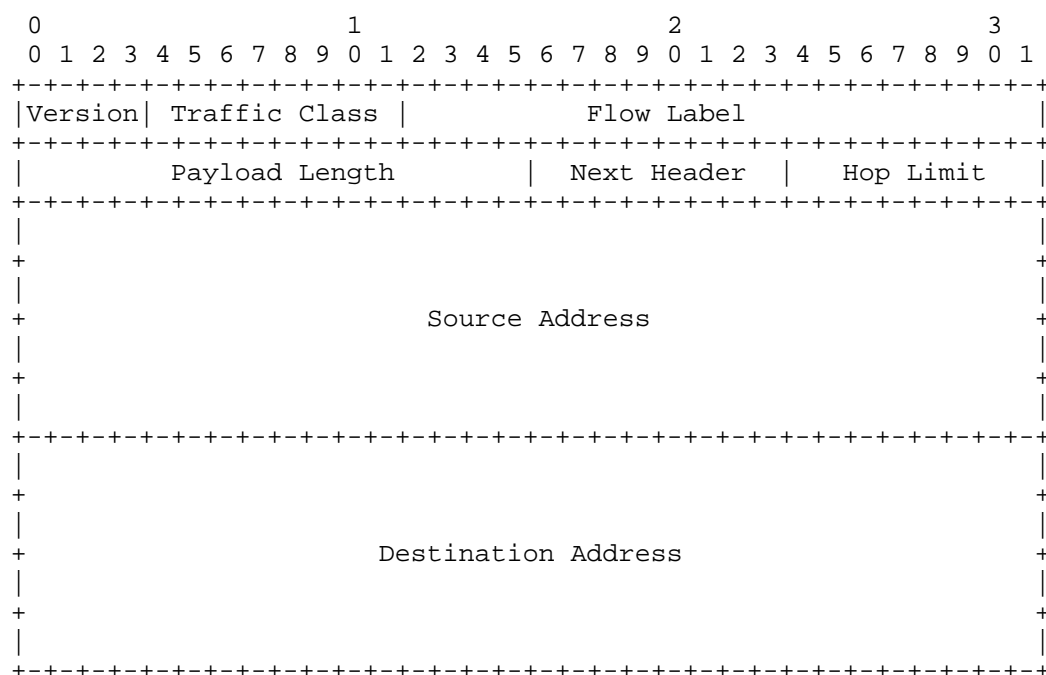 0                   1                   2                   3
0 1 2 3 4 5 6 7 8 9 0 1 2 3 4 5 6 7 8 9 0 1 2 3 4 5 6 7 8 9 0 1
+-+-+-+-+-+-+-+-+-+-+-+-+-+-+-+-+-+-+-+-+-+-+-+-+-+-+-+-+-+-+-+-+
|Version| Traffic Class |           Flow Label                  |
+-+-+-+-+-+-+-+-+-+-+-+-+-+-+-+-+-+-+-+-+-+-+-+-+-+-+-+-+-+-+-+-+
|         Payload Length        |  Next Header  |   Hop Limit   |
+-+-+-+-+-+-+-+-+-+-+-+-+-+-+-+-+-+-+-+-+-+-+-+-+-+-+-+-+-+-+-+-+
|                                                               |
+                                                               +
|                                                               |
+                         Source Address                        +
|                                                               |
+                                                               +
|                                                               |
+-+-+-+-+-+-+-+-+-+-+-+-+-+-+-+-+-+-+-+-+-+-+-+-+-+-+-+-+-+-+-+-+
|                                                               |
+                                                               +
|                                                               |
+                      Destination Address                      +
|                                                               |
+                                                               +
|                                                               |
+-+-+-+-+-+-+-+-+-+-+-+-+-+-+-+-+-+-+-+-+-+-+-+-+-+-+-+-+-+-+-+-+